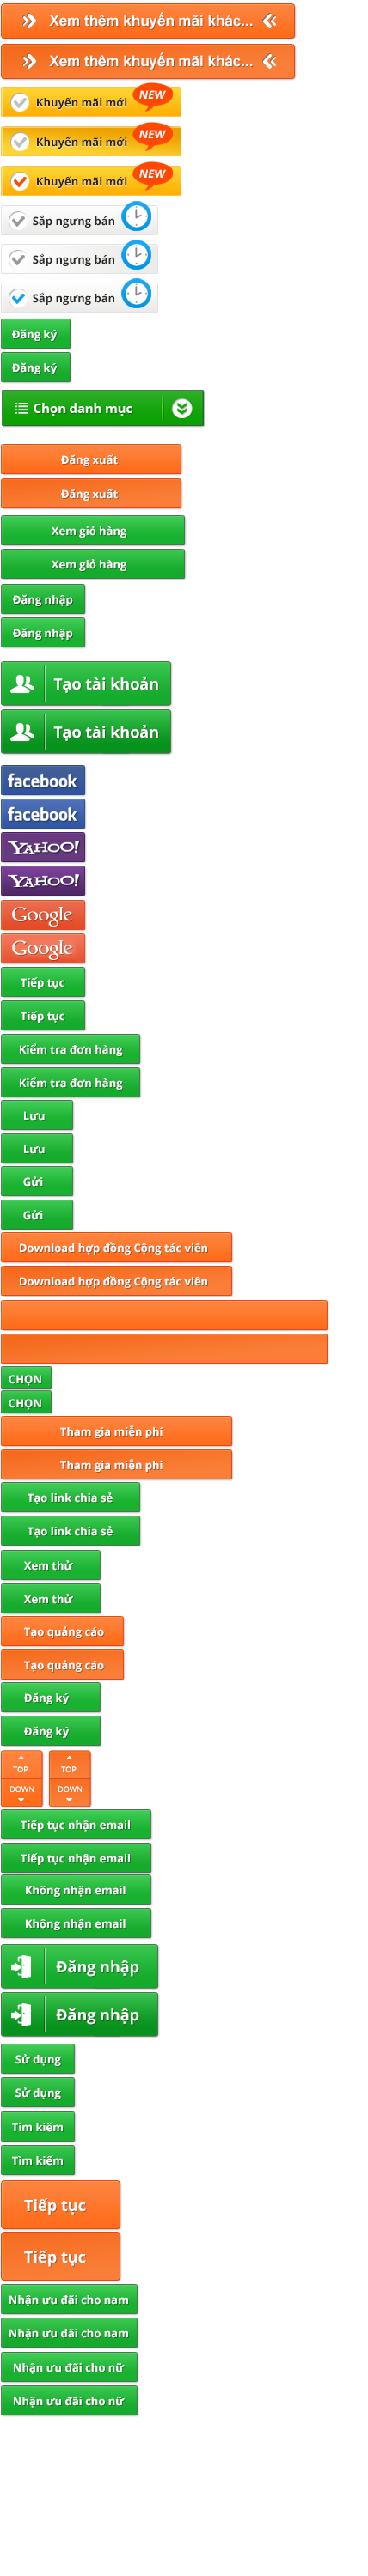 Xem thêm khuyến mãi khác...
Xem thêm khuyến mãi khác...
Khuyến mãi mới NEW
Khuyến mãi mới NEW
Khuyến mãi mới NEW
Sắp ngưng bán
Sắp ngưng bán
Sắp ngưng bán
Đăng ký
Đăng ký
Chọn danh mục
Đăng xuất
Đăng xuất
Xem giỏ hàng
Xem giỏ hàng
Đăng nhập
Đăng nhập
Tạo tài khoản
Tạo tài khoản
facebook
facebook
YAHOO!
YAHOO!
Google
Google
Tiếp tục
Tiếp tục
Kiểm tra đơn hàng
Kiểm tra đơn hàng
Lưu
Lưu
Gửi
Gửi
Download hợp đồng Cộng tác viên
Download hợp đồng Cộng tác viên
CHỌN
CHỌN
Tham gia miễn phí
Tham gia miễn phí
Tạo link chia sẻ
Tạo link chia sẻ
Xem thử
Xem thử
Tạo quảng cáo
Tạo quảng cáo
Đăng ký
Đăng ký
TOP TOP
DOWN DOWN
Tiếp tục nhận email
Tiếp tục nhận email
Không nhận email
Không nhận email
Đăng nhập
Đăng nhập
Sử dụng
Sử dụng
Tìm kiếm
Tìm kiếm
Tiếp tục
Tiếp tục
Nhận ưu đãi cho nam
Nhận ưu đãi cho nam
Nhận ưu đãi cho nữ
Nhận ưu đãi cho nữ